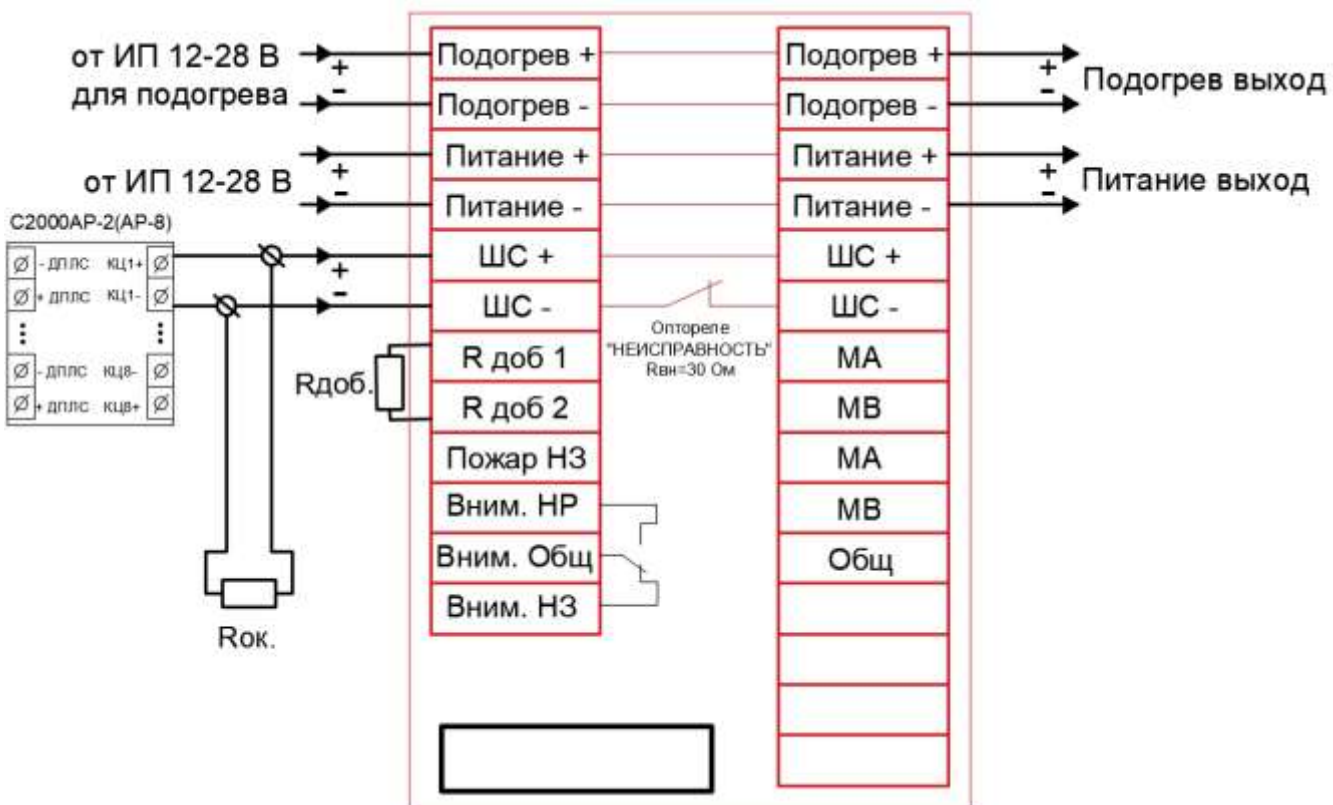 от ИП 12-28 В
для подогрева
+
-
от ИП 12-28 В
+
-
С2000АР-2(АР-8)
- ДПЛС КЦ1+
+ ДПЛС КЦ1-
- ДПЛС КЦ8-
+ ДПЛС КЦ8+
+
-
Rдоб.
Rок.
Подогрев +
Подогрев -
Питание +
Питание -
ШС +
ШС -
R доб 1
R доб 2
Пожар НЗ
Вним. НР
Вним. Общ
Вним. НЗ
Оптореле
"НЕИСПРАВНОСТЬ"
Rвн=30 Ом
Подогрев +
Подогрев -
Питание +
Питание -
ШС +
ШС -
МА
МВ
МА
МВ
Общ
+
-
Подогрев выход
+
-
Питание выход